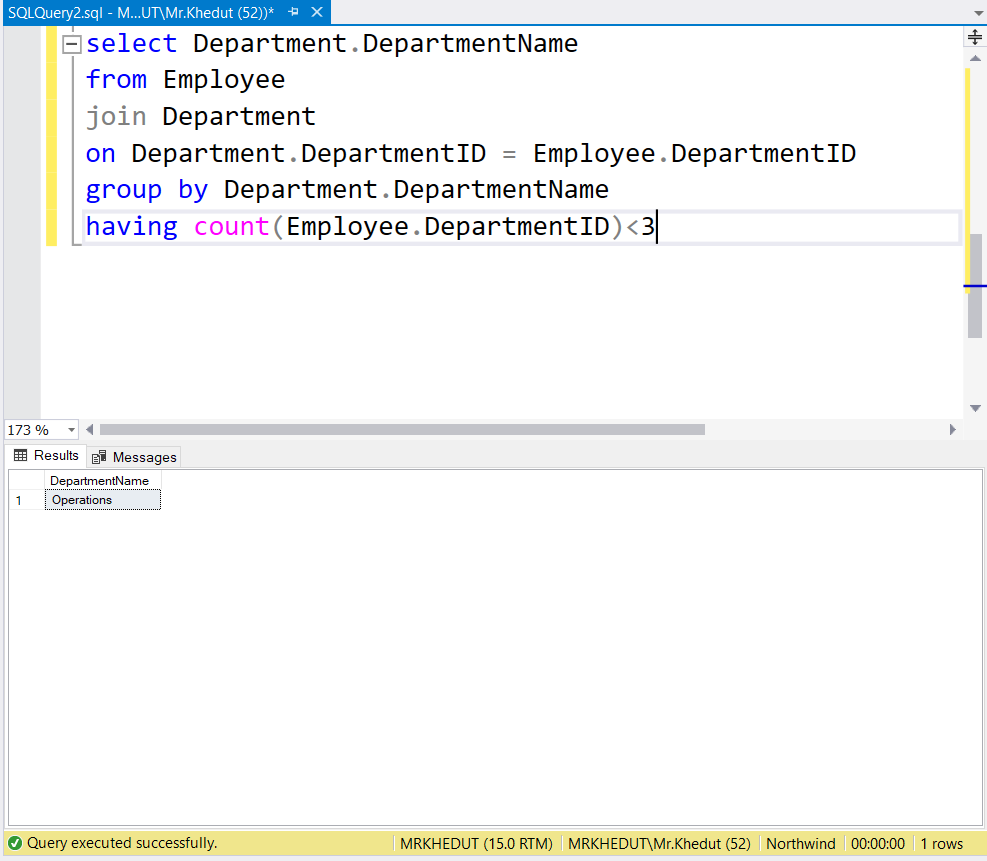 SQLQuery2.sql - M...UT\Mr.Khedut (52))*
select Department.DepartmentName
from Employee
join Department
on Department.DepartmentID = Employee.DepartmentID
group by Department.DepartmentName
having count(Employee.DepartmentID)<3
173 %
Results Messages
DepartmentName
1 Operations
Query executed successfully. MRKHEDUT (15.0 RTM) MRKHEDUT\Mr.Khedut (52) Northwind 00:00:00 1 rows